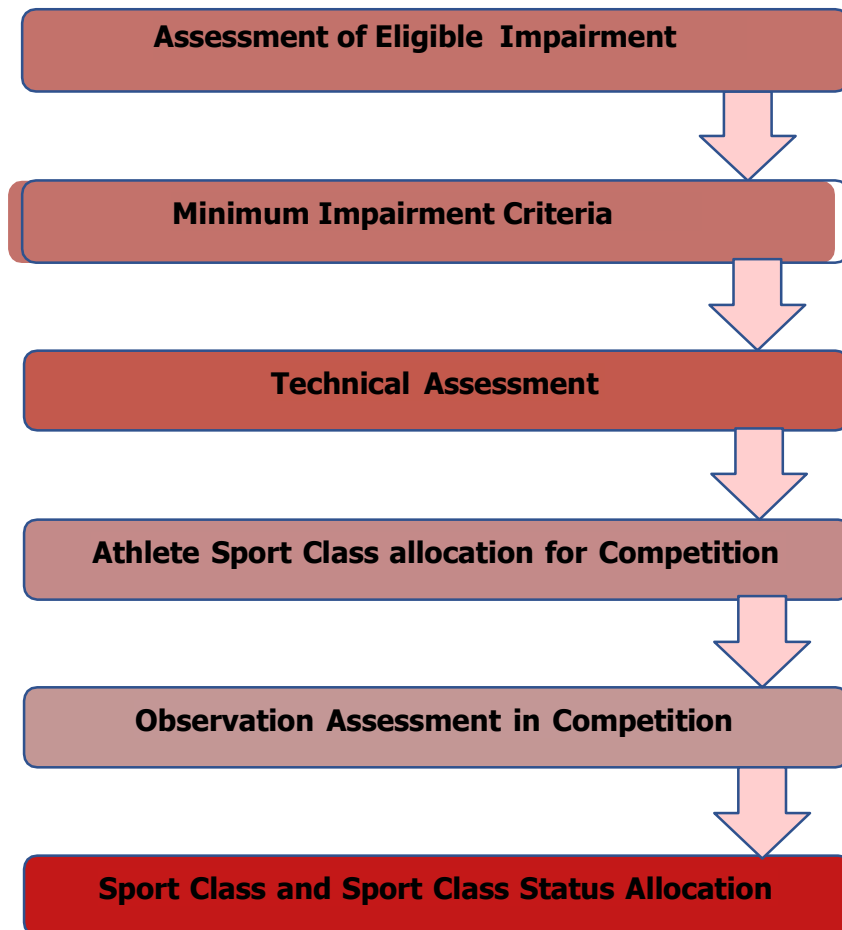 Assessment of Eligible Impairment
Minimum Impairment Criteria
Technical Assessment
Athlete Sport Class allocation for Competition
Observation Assessment in Competition
Sport Class and Sport Class Status Allocation